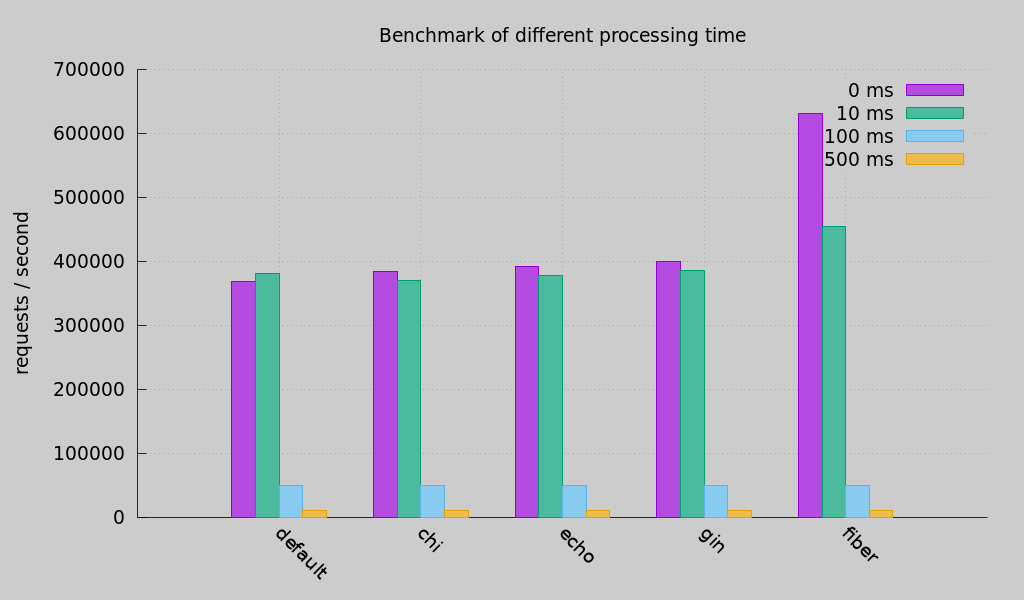 Benchmark of different processing time
700000
600000
500000
400000
300000
200000
100000
0
requests / second
0 ms
10 ms
100 ms
500 ms
default
chi
echo
gin
fiber